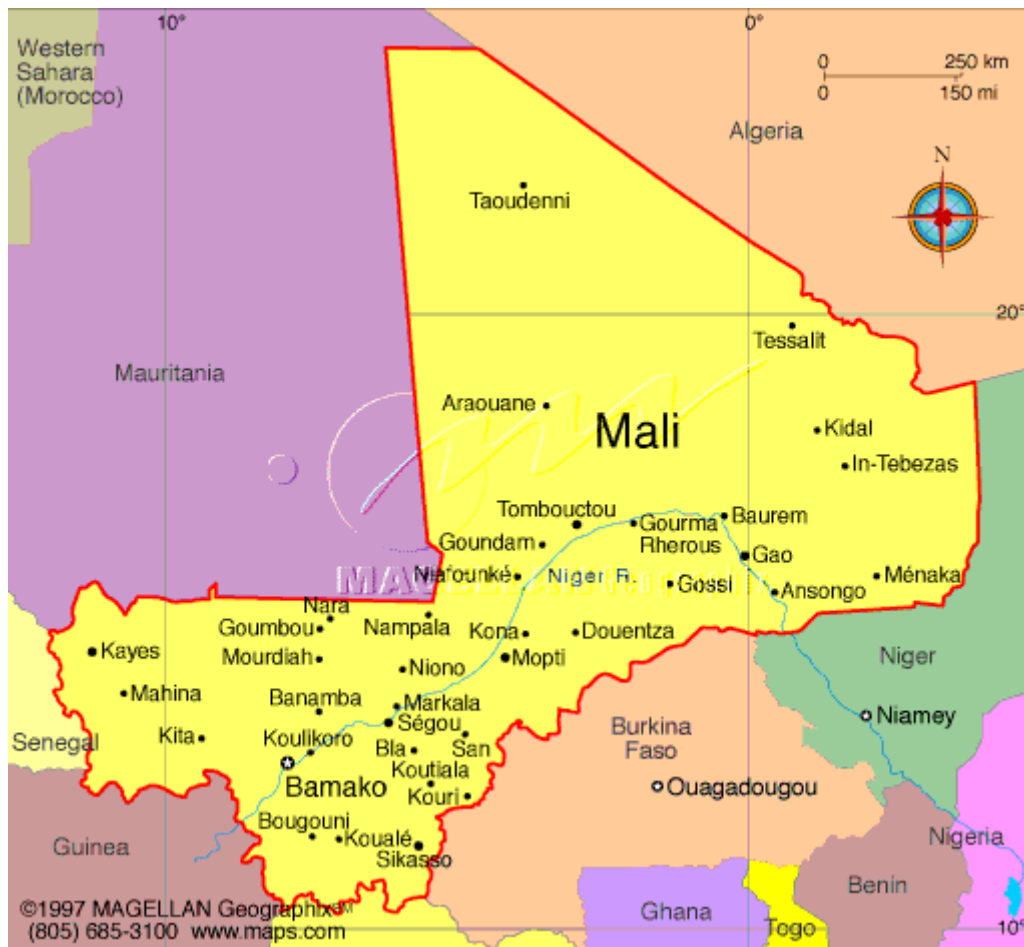 10°
0°
Western
Sahara
(Morocco)
0 250 km
0 150 mi
Algeria
N
Taoudenni
20°
Tessalit
Mauritania
Araouane
Mali
Kidal
In-Tebezas
Tombouctou
Gourma
Rherous
Baurem
Goundam
Gao
Niafounké
Niger R.
Gossi
Ménaka
Ansongo
Nara
Goumbou
Nampala
Kona
Douentza
Kayes
Mourdiah
Niono
Mopti
Niger
Mahina
Banamba
Markala
Ségou
Niamey
Senegal
Kita
Koulikoro
Bla
San
Burkina
Faso
Bamako
Koutiala
Kouri
Ouagadougou
Bougouni
Koualé
Sikasso
Guinea
Nigeria
Benin
Ghana
Togo
10°
©1997 MAGELLAN Geographix℠
(805) 685-3100 www.maps.com